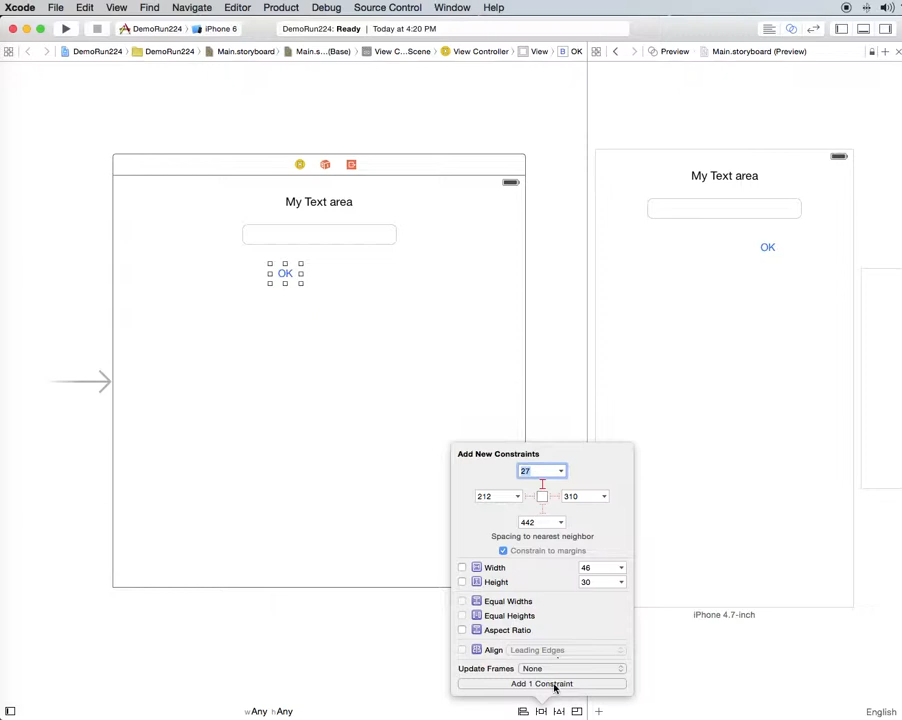 Xcode File Edit View Find Navigate Editor Product Debug Source Control Window Help
DemoRun224 iPhone 6 DemoRun224: Ready Today at 4:20 PM
DemoRun224 DemoRun224 Main.storyboard Main.s...(Base) View C...Scene View Controller View B OK Preview Main.storyboard (Preview)
My Text area
OK
My Text area
OK
iPhone 4.7-inch
Add New Constraints
27
212 310
442
Spacing to nearest neighbor
Constrain to margins
Width 46
Height 30
Equal Widths
Equal Heights
Aspect Ratio
Align Leading Edges
Update Frames None
Add 1 Constraint
wAny hAny
English